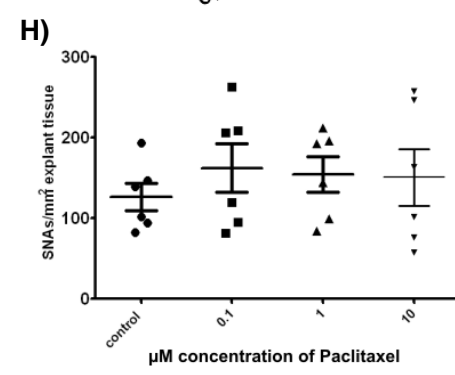 H)
300
200
100
0
SNAs/mm² explant tissue
control
0.1
1
10
µM concentration of Paclitaxel